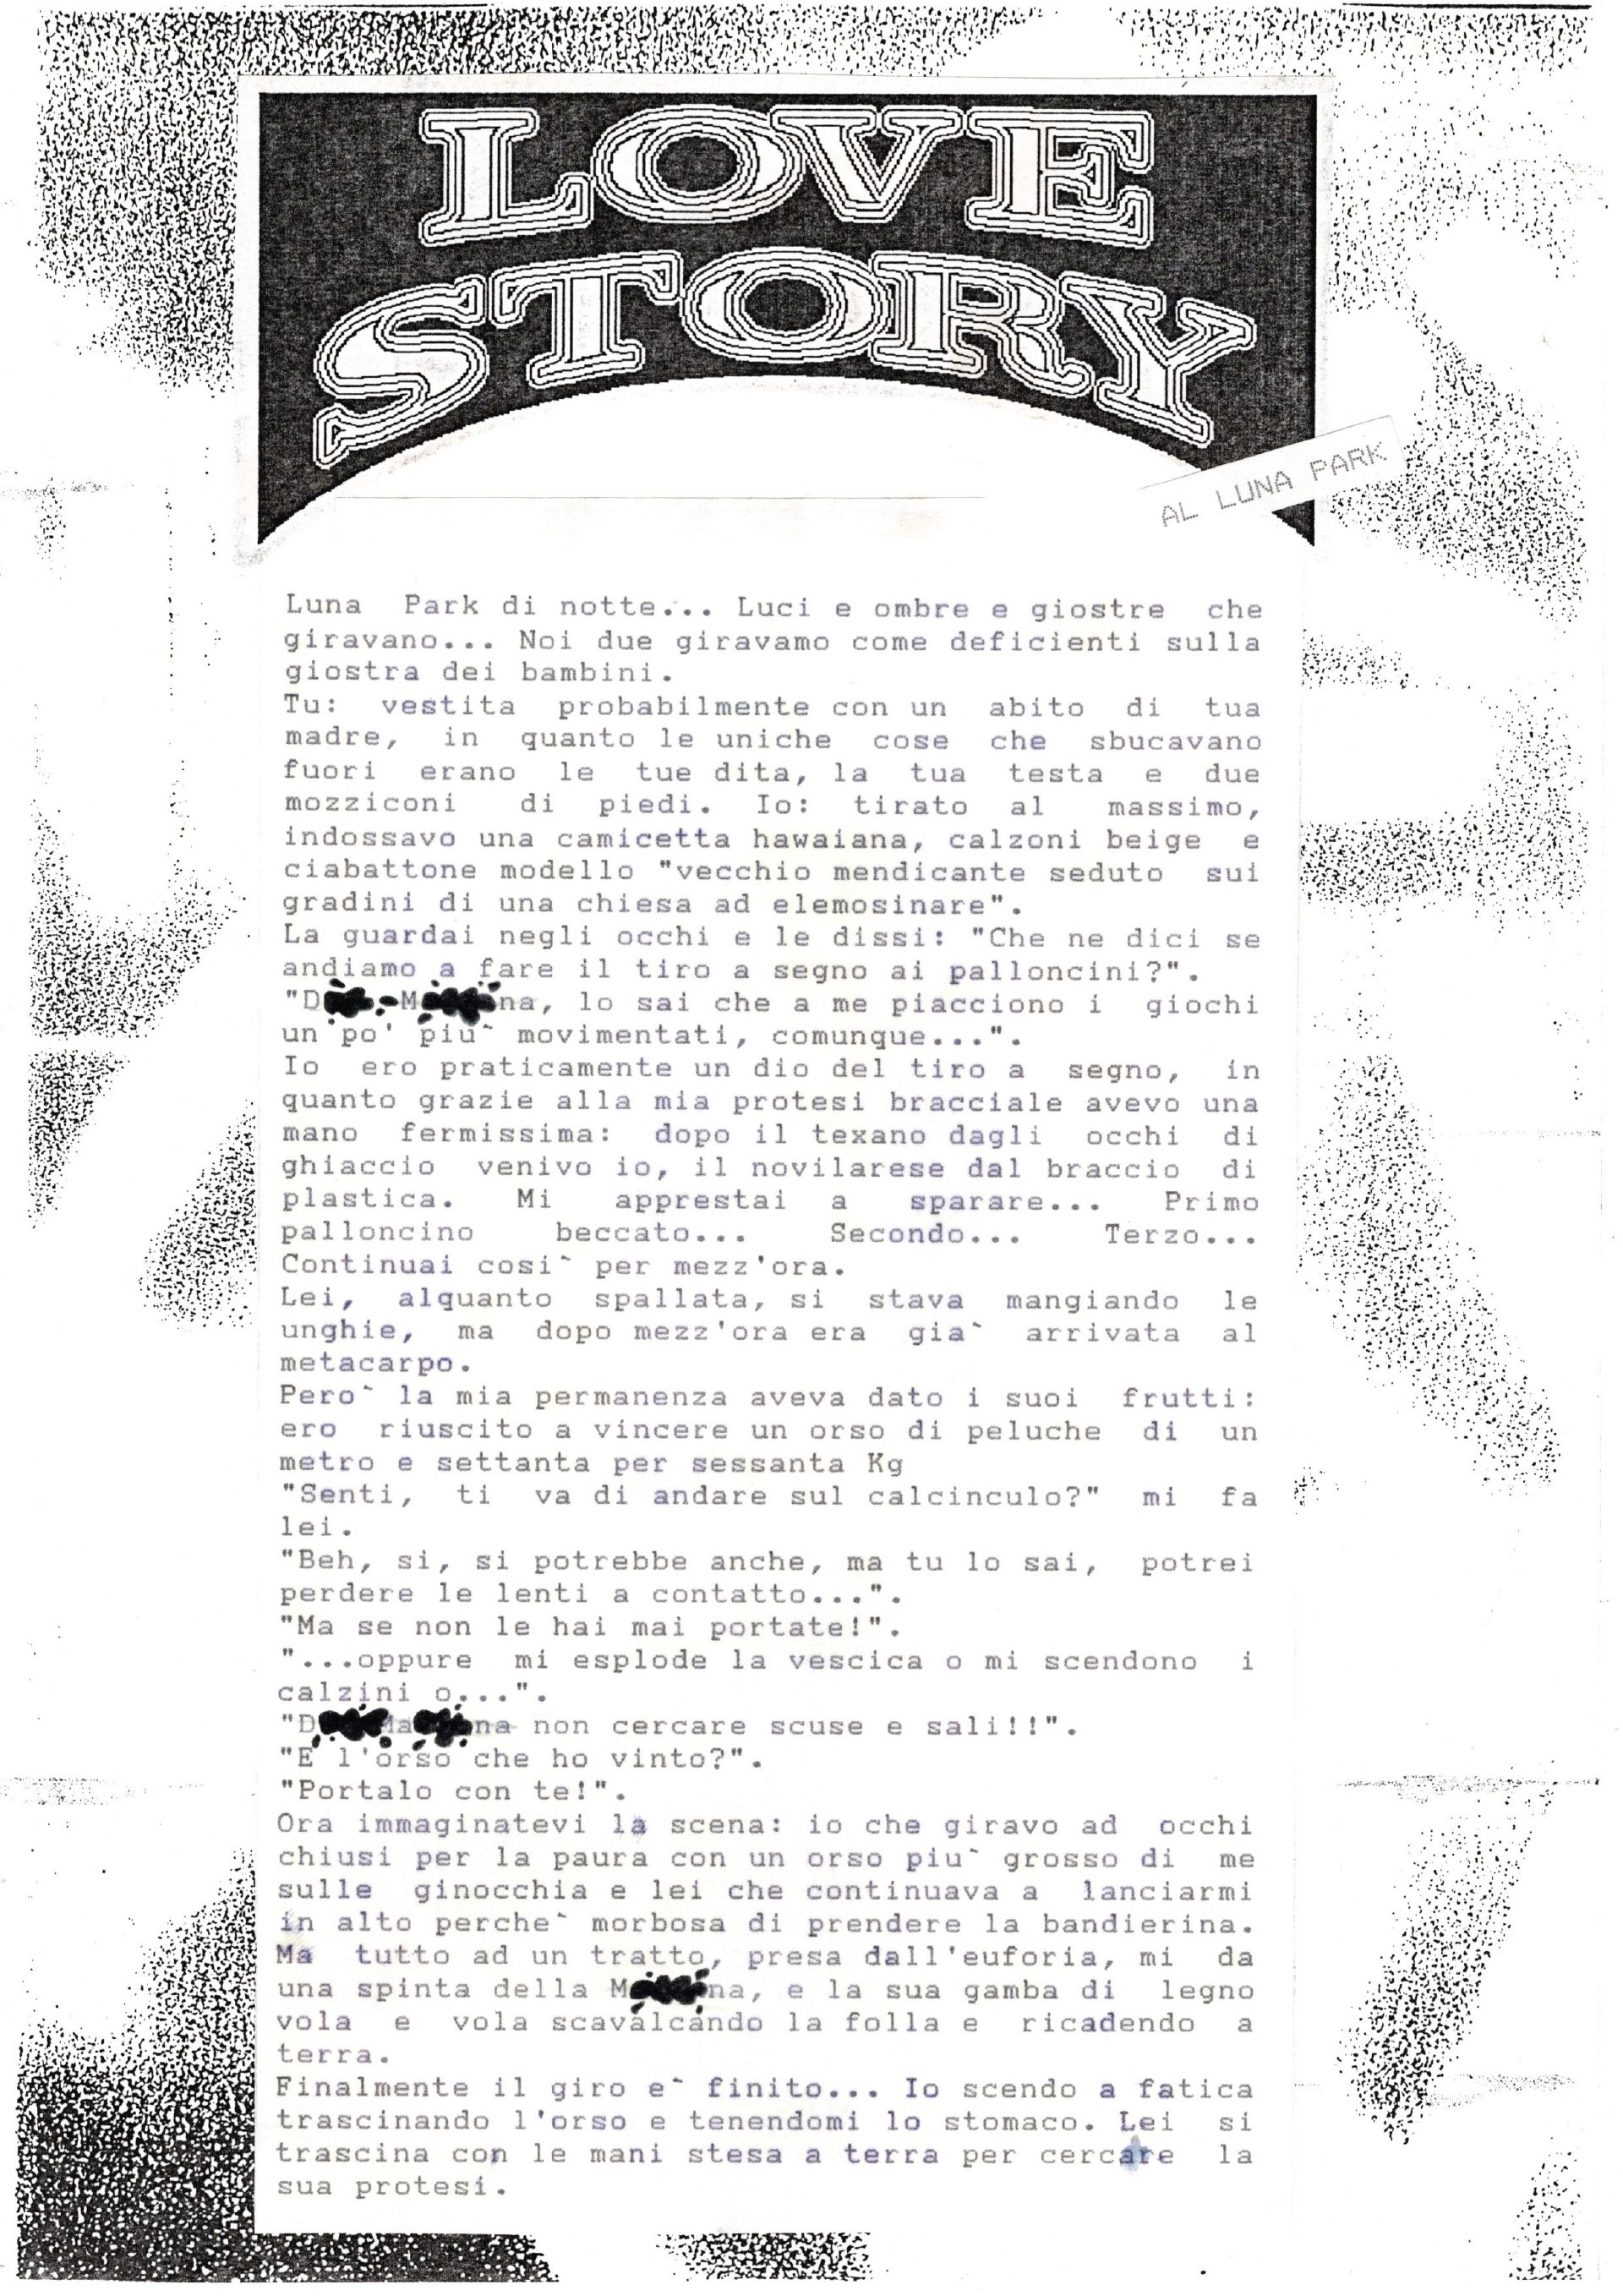 LOVE
STORY
AL LUNA PARK
Luna Park di notte... Luci e ombre e giostre che
giravano... Noi due giravamo come deficienti sulla
giostra dei bambini.
Tu: vestita probabilmente con un abito di tua
madre, in quanto le uniche cose che sbucavano
fuori erano le tue dita, la tua testa e due
mozziconi di piedi. Io: tirato al massimo,
indossavo una camicetta hawaiana, calzoni beige e
ciabattone modello "vecchio mendicante seduto sui
gradini di una chiesa ad elemosinare".
La guardai negli occhi e le dissi: "Che ne dici se
andiamo a fare il tiro a segno ai palloncini?".
"D M na, lo sai che a me piacciono i giochi
un po' piu` movimentati, comunque...".
Io ero praticamente un dio del tiro a segno, in
quanto grazie alla mia protesi bracciale avevo una
mano fermissima: dopo il texano dagli occhi di
ghiaccio venivo io, il novilarese dal braccio di
plastica. Mi apprestai a sparare... Primo
palloncino beccato... Secondo... Terzo...
Continuai cosi` per mezz'ora.
Lei, alquanto spallata, si stava mangiando le
unghie, ma dopo mezz'ora era gia` arrivata al
metacarpo.
Pero` la mia permanenza aveva dato i suoi frutti:
ero riuscito a vincere un orso di peluche di un
metro e settanta per sessanta Kg
"Senti, ti va di andare sul calcinculo?" mi fa
lei.
"Beh, si, si potrebbe anche, ma tu lo sai, potrei
perdere le lenti a contatto...".
"Ma se non le hai mai portate!".
"...oppure mi esplode la vescica o mi scendono i
calzini o...".
"D Ma na non cercare scuse e sali!!".
"E l'orso che ho vinto?".
"Portalo con te!".
Ora immaginatevi la scena: io che giravo ad occhi
chiusi per la paura con un orso piu` grosso di me
sulle ginocchia e lei che continuava a lanciarmi
in alto perche` morbosa di prendere la bandierina.
Ma tutto ad un tratto, presa dall'euforia, mi da
una spinta della M na, e la sua gamba di legno
vola e vola scavalcando la folla e ricadendo a
terra.
Finalmente il giro e` finito... Io scendo a fatica
trascinando l'orso e tenendomi lo stomaco. Lei si
trascina con le mani stesa a terra per cercare la
sua protesi.